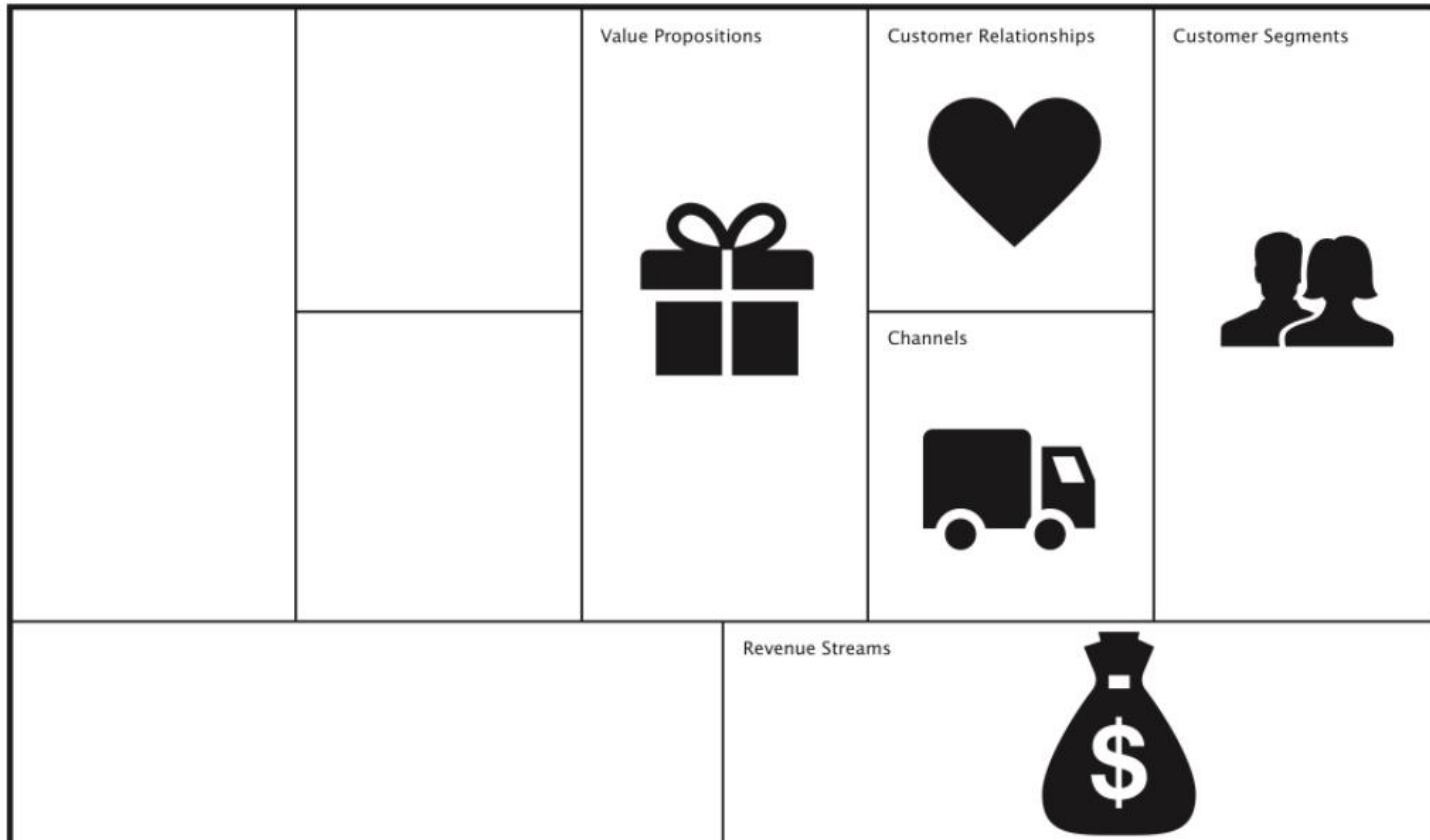 Value Propositions
Customer Relationships
Customer Segments
Channels
Revenue Streams
$